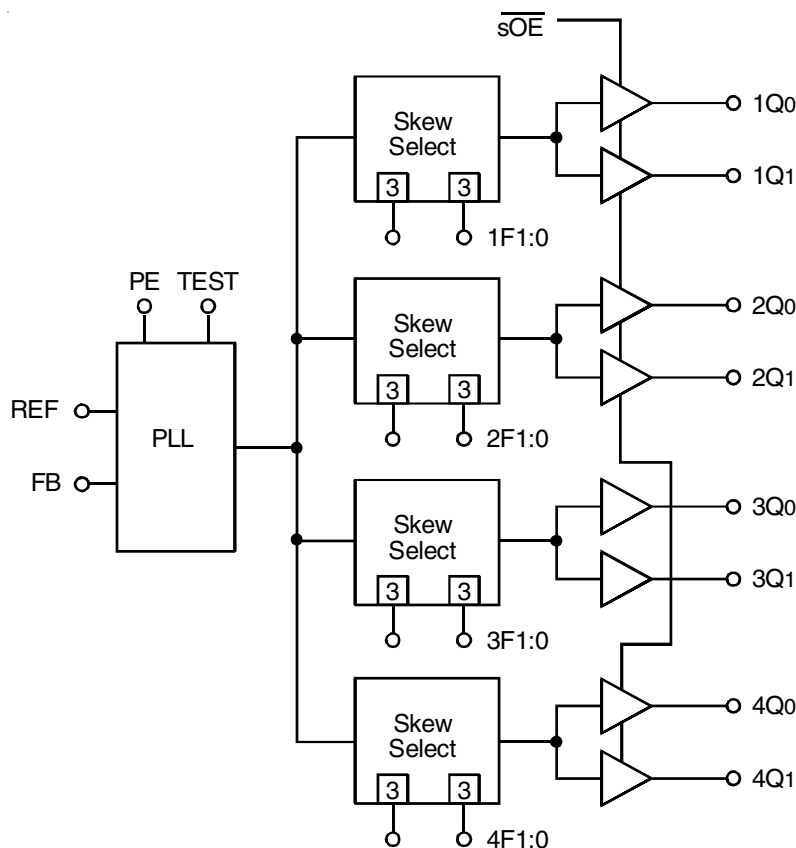 s̅O̅E̅
Skew
Select
3 3
1F1:0
1Q0
1Q1
PE TEST
REF
FB
PLL
Skew
Select
3 3
2F1:0
2Q0
2Q1
Skew
Select
3 3
3F1:0
3Q0
3Q1
Skew
Select
3 3
4F1:0
4Q0
4Q1